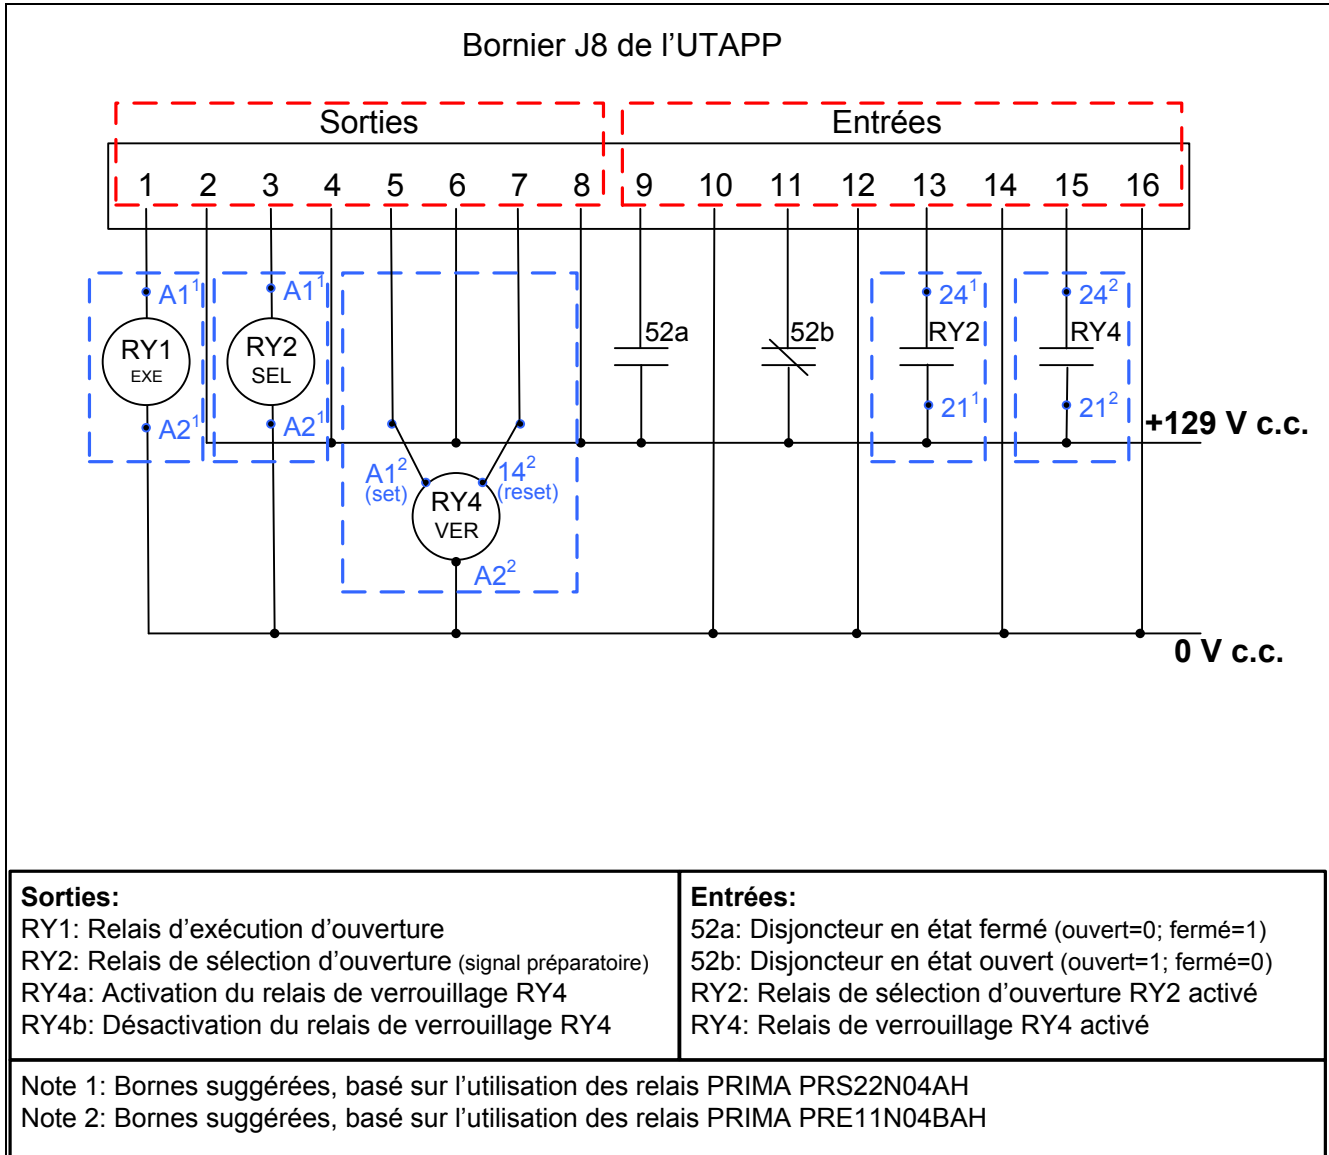 Bornier J8 de l'UTAPP
Sorties Entrées
1 2 3 4 5 6 7 8 9 10 11 12 13 14 15 16
A1¹ A1¹ 24¹ 24²
RY1 RY2 52a 52b RY2 RY4
EXE SEL
A2¹ A2¹ 21¹ 21²
+129 V c.c.
A1² 14²
(set) (reset)
RY4
VER
A2²
0 V c.c.
Sorties:
RY1: Relais d'exécution d'ouverture
RY2: Relais de sélection d'ouverture (signal préparatoire)
RY4a: Activation du relais de verrouillage RY4
RY4b: Désactivation du relais de verrouillage RY4
Entrées:
52a: Disjoncteur en état fermé (ouvert=0; fermé=1)
52b: Disjoncteur en état ouvert (ouvert=1; fermé=0)
RY2: Relais de sélection d'ouverture RY2 activé
RY4: Relais de verrouillage RY4 activé
Note 1: Bornes suggérées, basé sur l'utilisation des relais PRIMA PRS22N04AH
Note 2: Bornes suggérées, basé sur l'utilisation des relais PRIMA PRE11N04BAH